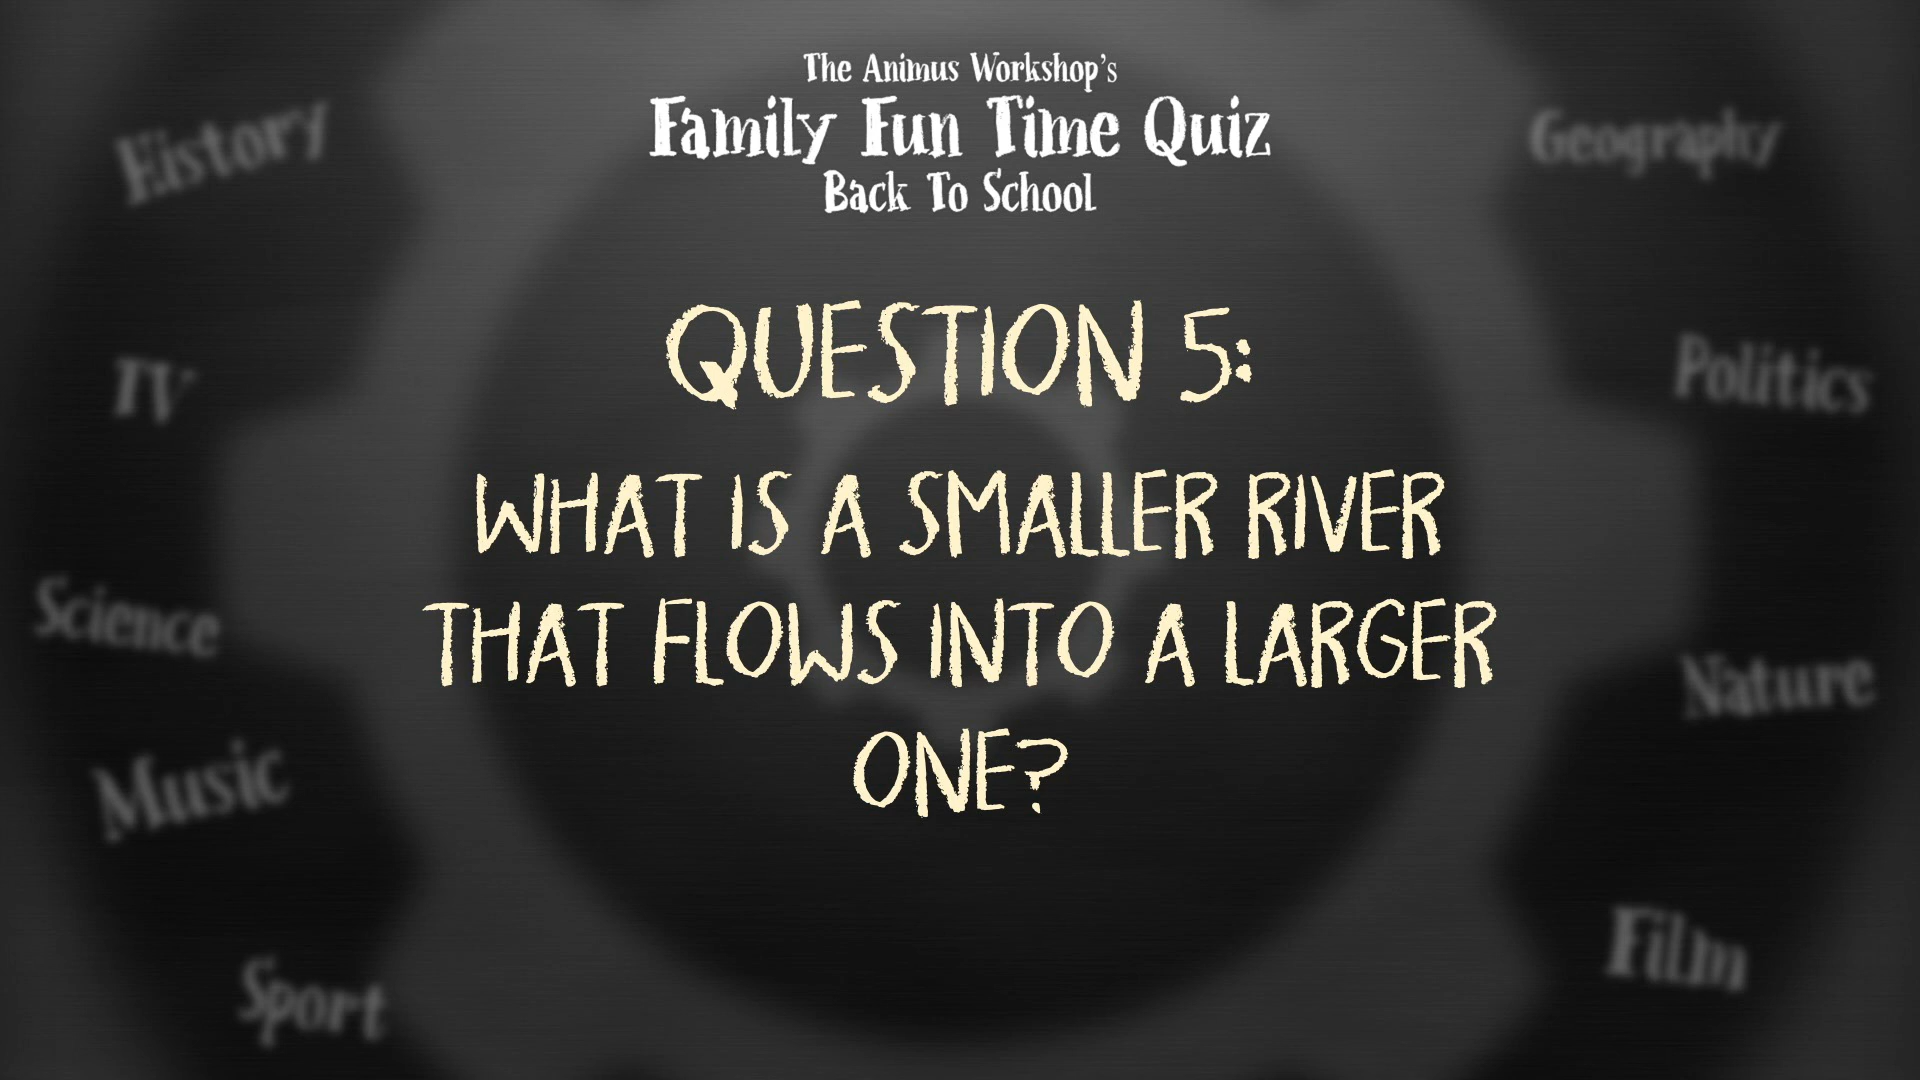 The Animus Workshop's
Family Fun Time Quiz
Back To School
History
Geography
QUESTION 5:
TV
Politics
WHAT IS A SMALLER RIVER
THAT FLOWS INTO A LARGER
ONE?
Science
Nature
Music
Film
Sport